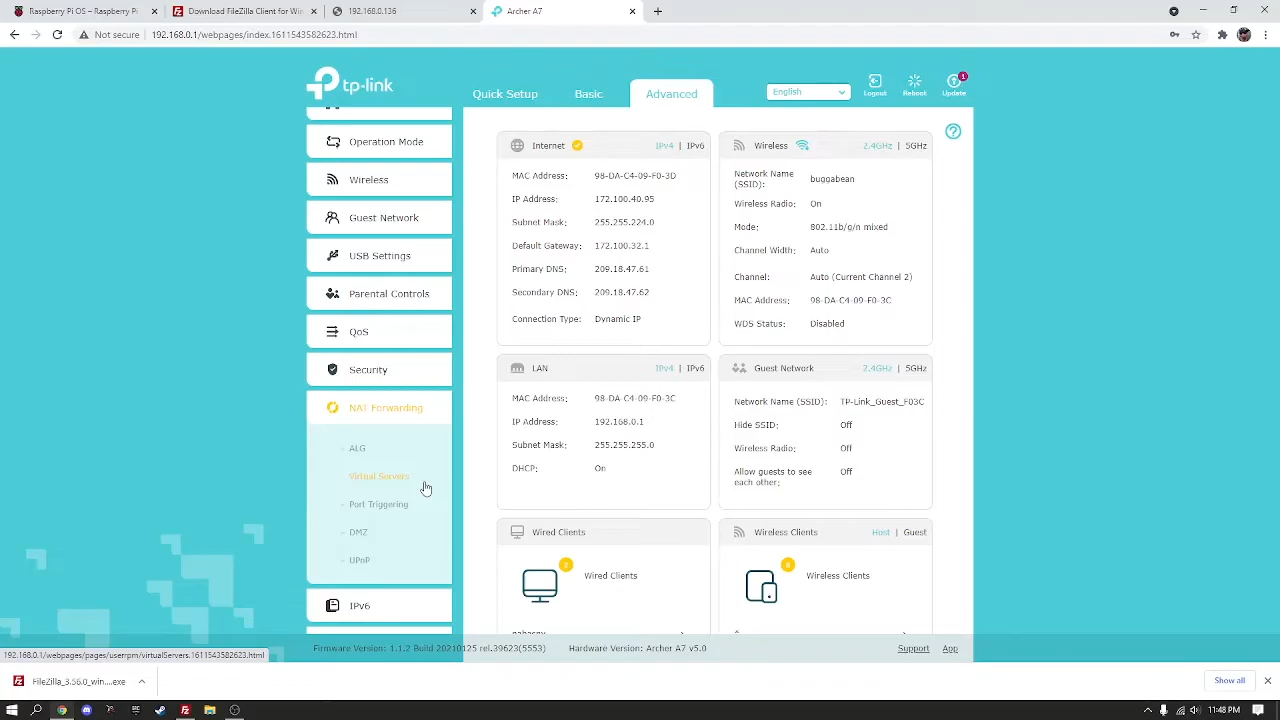 Raspberry Pi OS – Raspberry Pi
Download FileZilla Client for Win
192.168.0.136
Archer A7
Not secure
192.168.0.1/webpages/index.1611543582623.html
tp-link
Quick Setup
Basic
Advanced
English
Logout
Reboot
Update
1
Operation Mode
Wireless
Guest Network
USB Settings
Parental Controls
QoS
Security
NAT Forwarding
- ALG
Virtual Servers
- Port Triggering
- DMZ
- UPnP
IPv6
Internet
IPv4 | IPv6
MAC Address: 98-DA-C4-09-F0-3D
IP Address: 172.100.40.95
Subnet Mask: 255.255.224.0
Default Gateway: 172.100.32.1
Primary DNS: 209.18.47.61
Secondary DNS: 209.18.47.62
Connection Type: Dynamic IP
Wireless
2.4GHz | 5GHz
Network Name
(SSID):
buggabean
Wireless Radio: On
Mode: 802.11b/g/n mixed
Channel Width: Auto
Channel: Auto (Current Channel 2)
MAC Address: 98-DA-C4-09-F0-3C
WDS Status: Disabled
LAN
IPv4 | IPv6
MAC Address: 98-DA-C4-09-F0-3C
IP Address: 192.168.0.1
Subnet Mask: 255.255.255.0
DHCP: On
Guest Network
2.4GHz | 5GHz
Network Name (SSID): TP-Link_Guest_F03C
Hide SSID: Off
Wireless Radio: Off
Allow guests to see
each other:
Off
Wired Clients
Wired Clients
Wireless Clients
Host | Guest
Wireless Clients
Firmware Version: 1.1.2 Build 20210125 rel.39623(5553)
Hardware Version: Archer A7 v5.0
Support
App
192.168.0.1/webpages/pages/userrpm/virtualServers.1611543582623.html
FileZilla_3.56.0_win....exe
Show all
11:48 PM